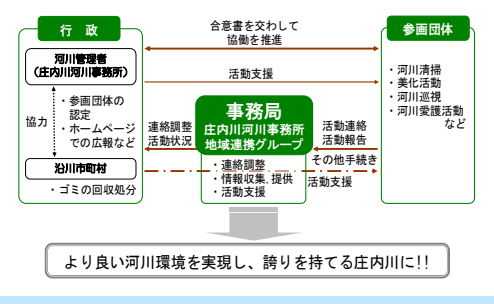 行　政
合意書を交わして
協働を推進
参画団体
河川管理者
（庄内川河川事務所）
活動支援
・河川清掃
・美化活動
・河川巡視
・河川愛護活動
など
協力
・参画団体の
認定
・ホームページ
での広報など
連絡調整
活動状況
事務局
庄内川河川事務所
地域連携グループ
・連絡調整
・情報収集，提供
・活動支援
活動連絡
活動報告
その他手続き
活動支援
沿川市町村
・ゴミの回収処分
より良い河川環境を実現し、誇りを持てる庄内川に!!